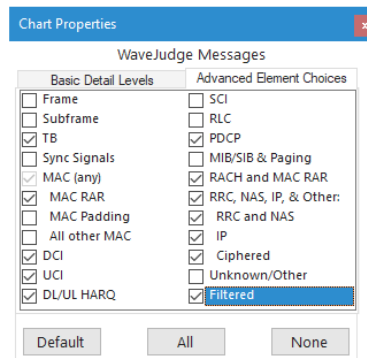 Chart Properties
x
WaveJudge Messages
Basic Detail Levels
Advanced Element Choices
Frame
Subframe
TB
Sync Signals
MAC (any)
MAC RAR
MAC Padding
All other MAC
DCI
UCI
DL/UL HARQ
SCI
RLC
PDCP
MIB/SIB & Paging
RACH and MAC RAR
RRC, NAS, IP, & Other:
RRC and NAS
IP
Ciphered
Unknown/Other
Filtered
Default
All
None